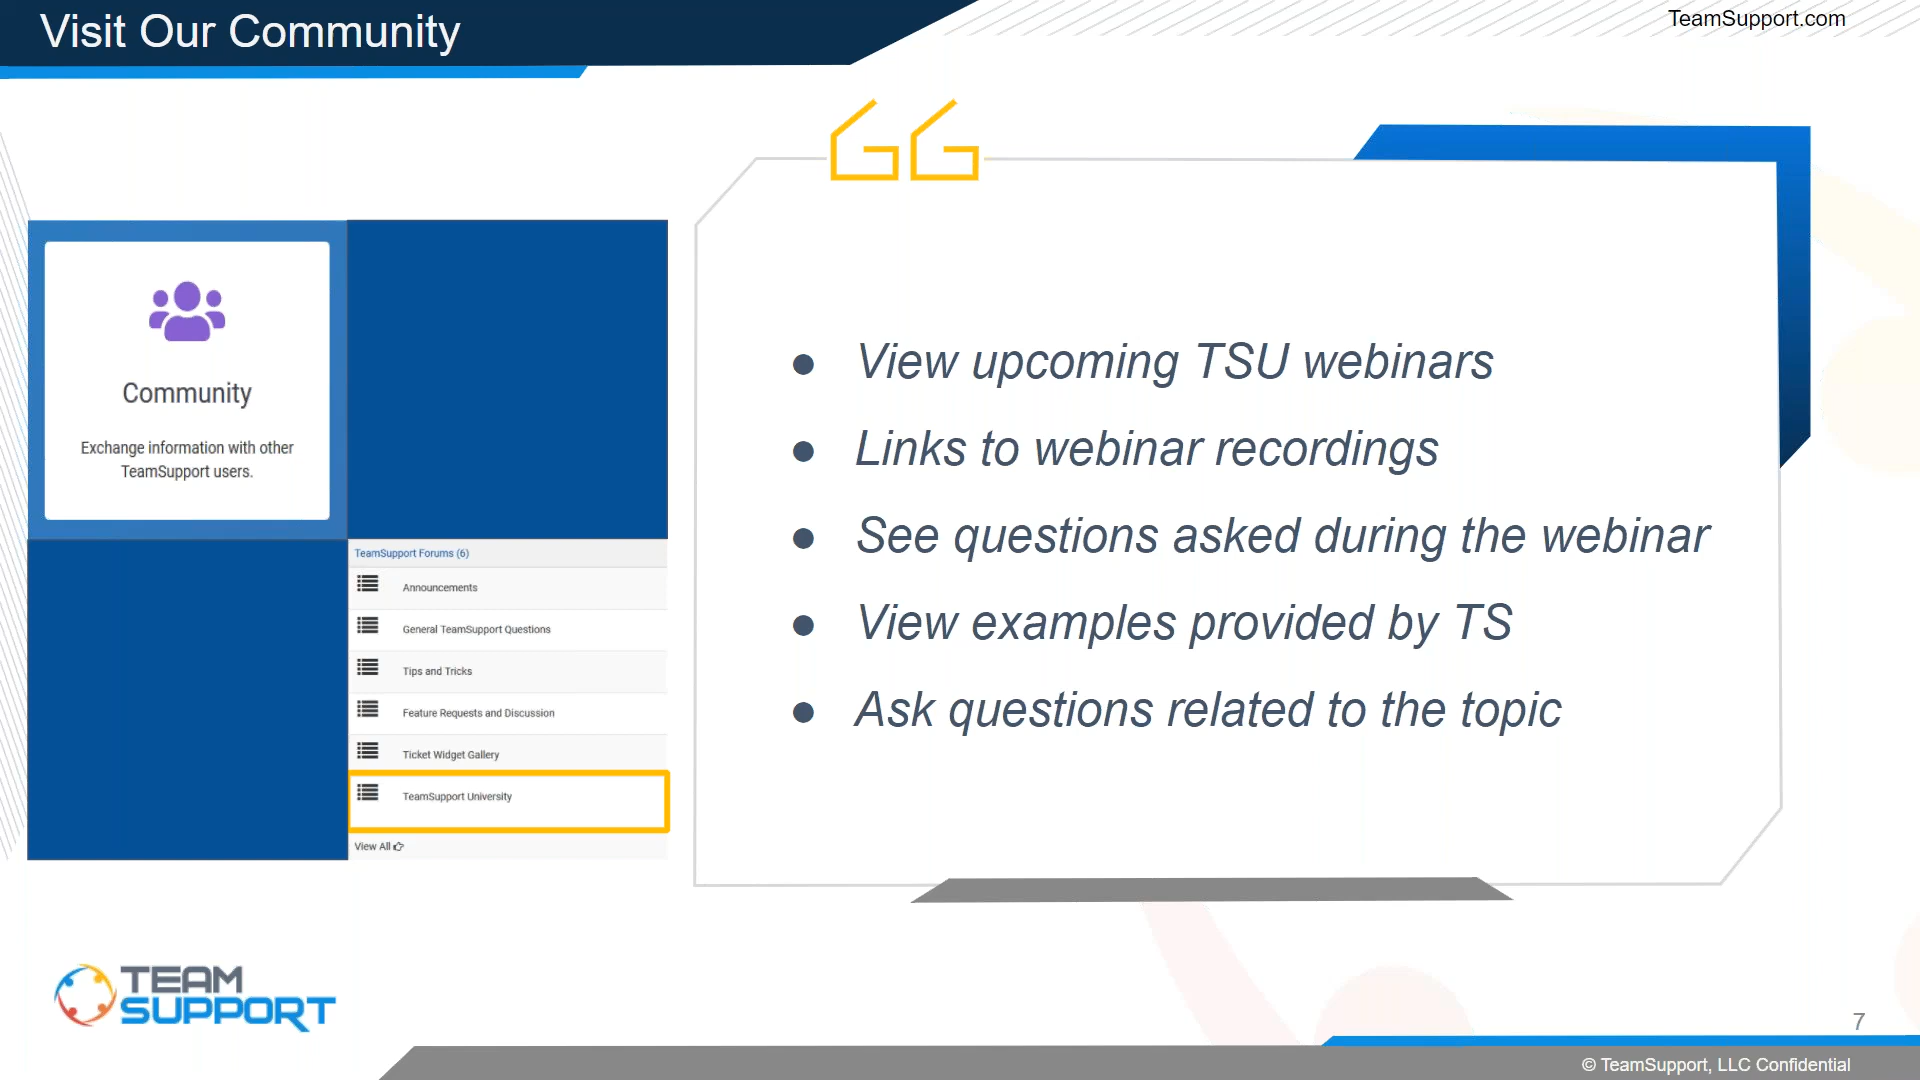 Visit Our Community
TeamSupport.com
Community
Exchange information with other
TeamSupport users.
TeamSupport Forums (6)
Announcements
General TeamSupport Questions
Tips and Tricks
Feature Requests and Discussion
Ticket Widget Gallery
TeamSupport University
View All
● View upcoming TSU webinars
● Links to webinar recordings
● See questions asked during the webinar
● View examples provided by TS
● Ask questions related to the topic
TEAM
SUPPORT
7
© TeamSupport, LLC Confidential